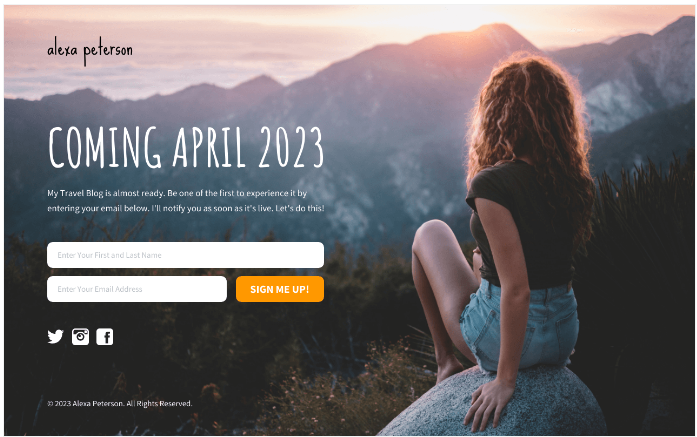 alexa peterson
COMING APRIL 2023
My Travel Blog is almost ready. Be one of the first to experience it by
entering your email below. I'll notify you as soon as it's live. Let's do this!
Enter Your First and Last Name
Enter Your Email Address
SIGN ME UP!
© 2023 Alexa Peterson. All Rights Reserved.